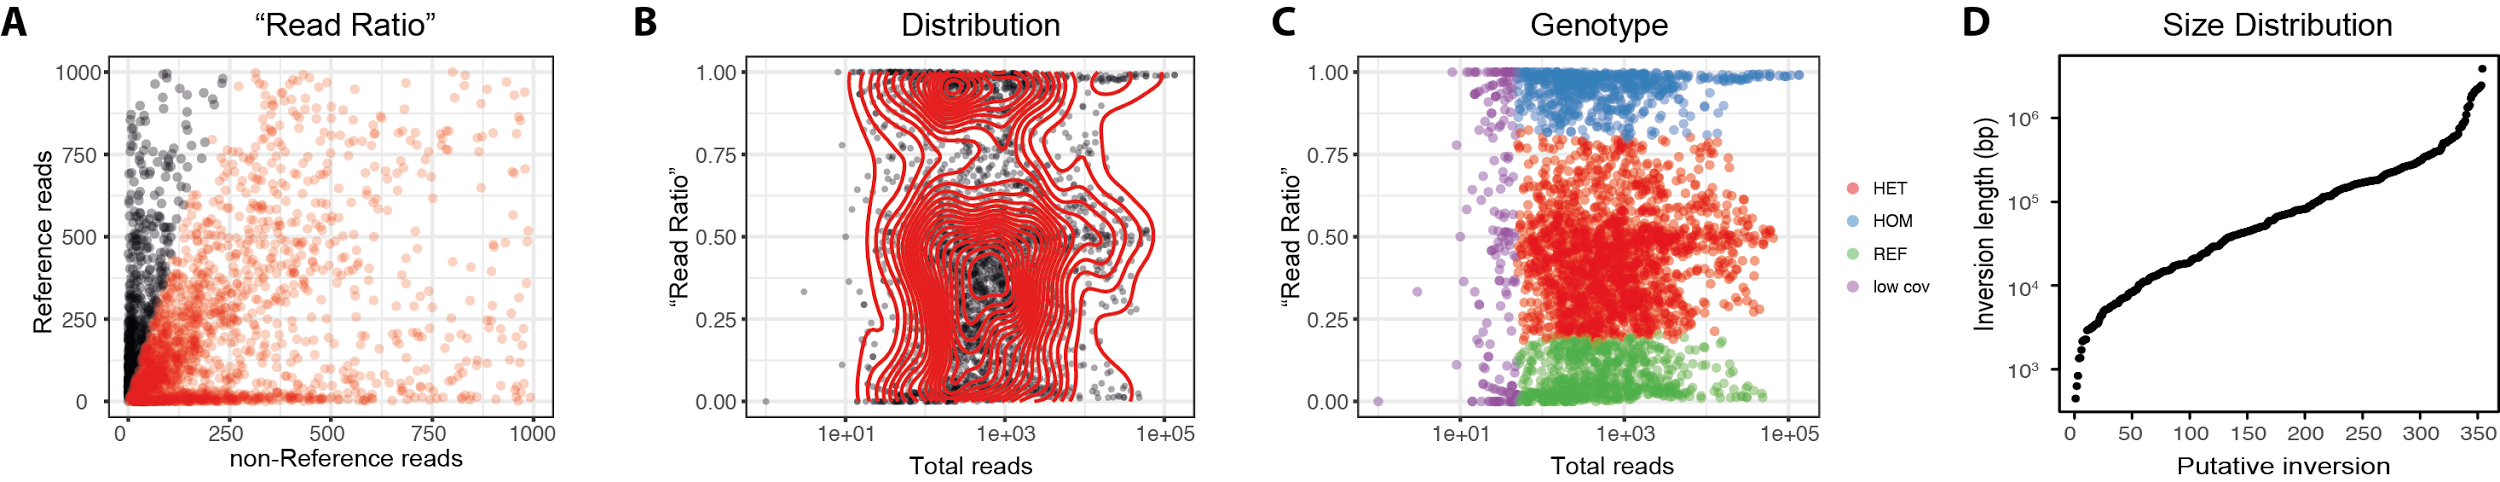 A
“Read Ratio”
Reference reads
1000
750
500
250
0
0 250 500 750 1000
non-Reference reads
B
Distribution
“Read Ratio”
1.00
0.75
0.50
0.25
0.00
1e+01 1e+03 1e+05
Total reads
C
Genotype
“Read Ratio”
1.00
0.75
0.50
0.25
0.00
1e+01 1e+03 1e+05
Total reads
HET
HOM
REF
low cov
D
Size Distribution
Inversion length (bp)
10⁶
10⁵
10⁴
10³
0 50 100 150 200 250 300 350
Putative inversion